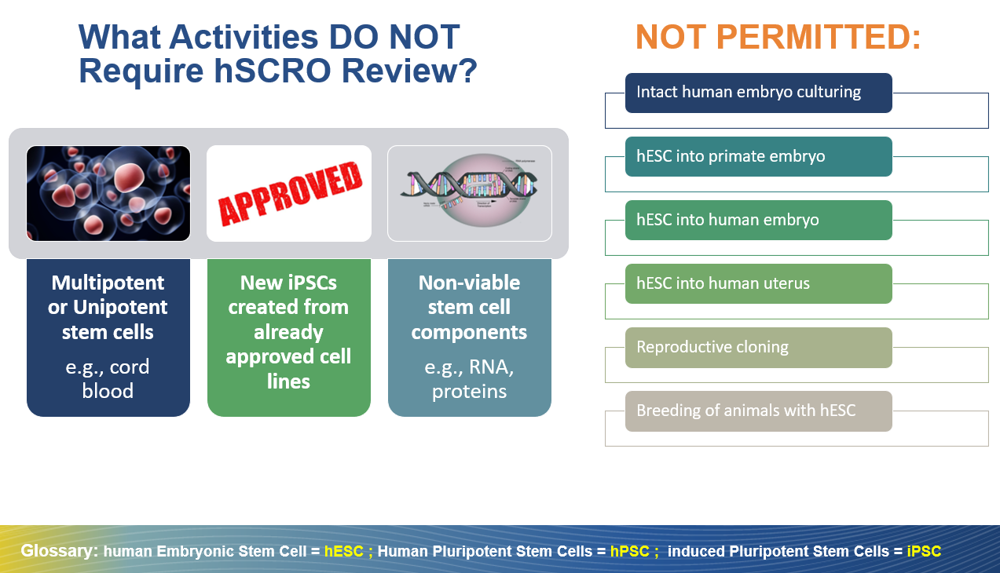 What Activities DO NOT
Require hSCRO Review?
APPROVED
Multipotent
or Unipotent
stem cells
e.g., cord
blood
New iPSCs
created from
already
approved cell
lines
Non-viable
stem cell
components
e.g., RNA,
proteins
NOT PERMITTED:
Intact human embryo culturing
hESC into primate embryo
hESC into human embryo
hESC into human uterus
Reproductive cloning
Breeding of animals with hESC
Glossary: human Embryonic Stem Cell = hESC ; Human Pluripotent Stem Cells = hPSC ; induced Pluripotent Stem Cells = iPSC